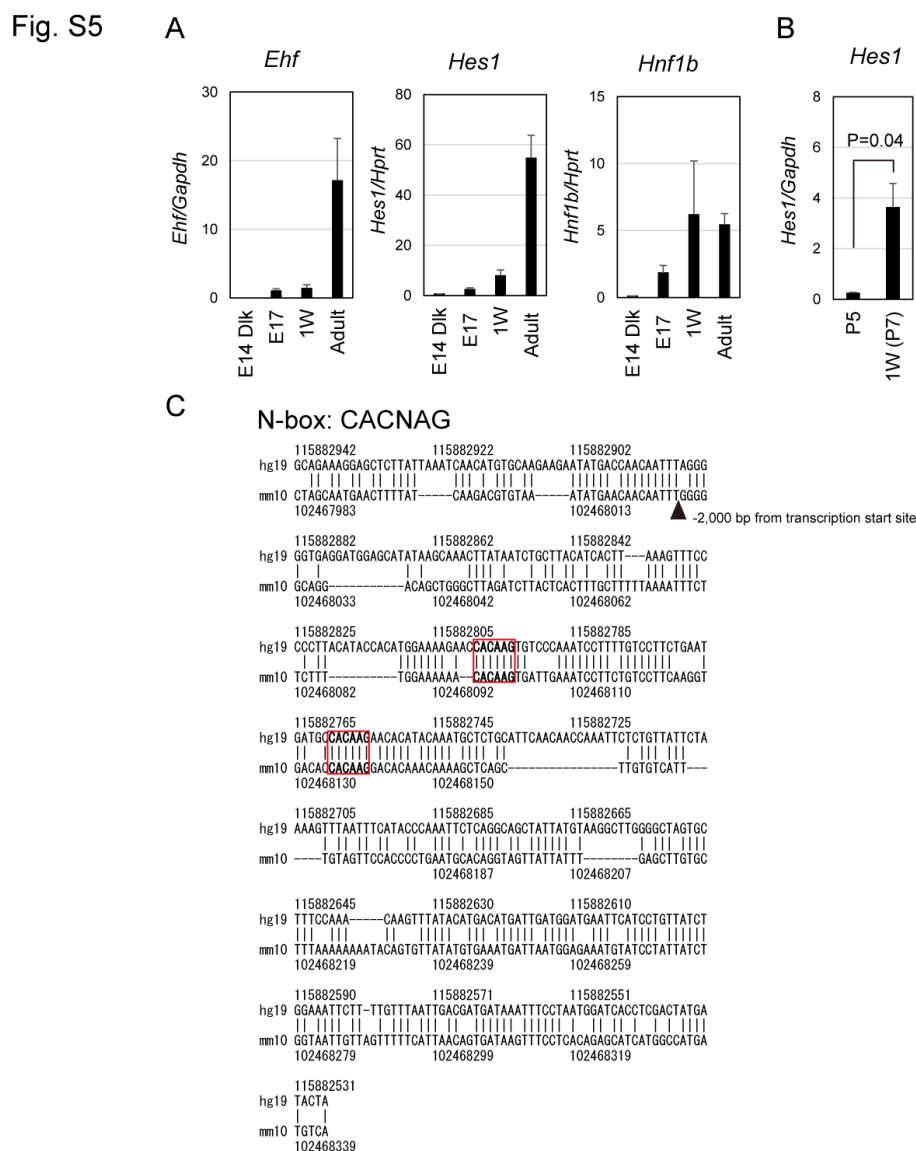 Fig. S5
A
B
Ehf
Hes1
Hnf1b
Hes1
Ehf/Gapdh
30
20
10
0
E14 Dlk
E17
1W
Adult
Hes1/Hprt
80
60
40
20
0
E14 Dlk
E17
1W
Adult
Hnf1b/Hprt
15
10
5
0
E14 Dlk
E17
1W
Adult
Hes1/Gapdh
8
6
4
2
0
P=0.04
P5
1W (P7)
C
N-box: CACNAG
115882942 115882922 115882902
hg19 GCAGAAAGGAGCTCTTATTAAATCAACATGTGCAAGAAGAATATGACCAACAATTTAGGG
mm10 CTAGCAATGAACTTTTAT-----CAAGACGTGTAA-----ATATGAACAACAATTTGGGG
102467983 102468013
-2,000 bp from transcription start site
115882882 115882862 115882842
hg19 GGTGAGGATGGAGCATATAAGCAAACTTATAATCTGCTTACATCACTT---AAAGTTTCC
mm10 GCAGG-----------ACAGCTGGGCTTAGATCTTACTCACTTTGCTTTTTAAAATTTCT
102468033 102468042 102468062
115882825 115882805 115882785
hg19 CCCTTACATACCACATGGAAAAGAACCACAAGTGTCCCAAATCCTTTTGTCCTTCTGAAT
mm10 TCTTT----------TGGAAAAAA--CACAAGTGATTGAAATCCTTCTGTCCTTCAAGGT
102468082 102468092 102468110
115882765 115882745 115882725
hg19 GATGCCACAAGAACACATACAAATGCTCTGCATTCAACAACCAAATTCTCTGTTATTCTA
mm10 GACACCACAAGGACACAAACAAAAGCTCAGC----------------TTGTGTCATT---
102468130 102468150
115882705 115882685 115882665
hg19 AAAGTTTAATTTCATACCCAAATTCTCAGGCAGCTATTATGTAAGGCTTGGGGCTAGTGC
mm10 ----TGTAGTTCCACCCCTGAATGCACAGGTAGTTATTATTT--------GAGCTTGTGC
102468187 102468207
115882645 115882630 115882610
hg19 TTTCCAAA-----CAAGTTTATACATGACATGATTGATGGATGAATTCATCCTGTTATCT
mm10 TTTAAAAAAAATACAGTGTTATATGTGAAATGATTAATGGAGAAATGTATCCTATTATCT
102468219 102468239 102468259
115882590 115882571 115882551
hg19 GGAAATTCTT-TTGTTTAATTGACGATGATAAATTTCCTAATGGATCACCTCGACTATGA
mm10 GGTAATTGTTAGTTTTTCATTAACAGTGATAAGTTTCCTCACAGAGCATCATGGCCATGA
102468279 102468299 102468319
115882531
hg19 TACTA
mm10 TGTCA
102468339